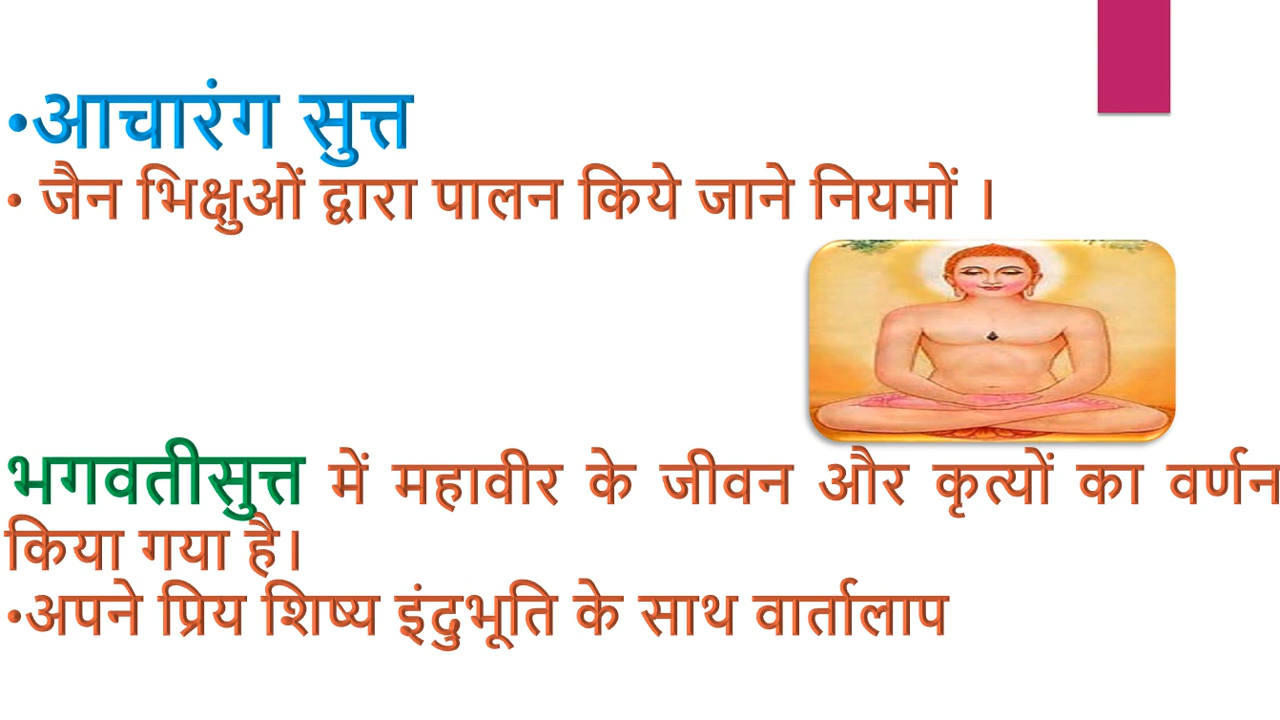 •आचारंग सुत्त
• जैन भिक्षुओं द्वारा पालन किये जाने नियमों ।
भगवतीसुत्त में महावीर के जीवन और कृत्यों का वर्णन
किया गया है।
•अपने प्रिय शिष्य इंदुभूति के साथ वार्तालाप